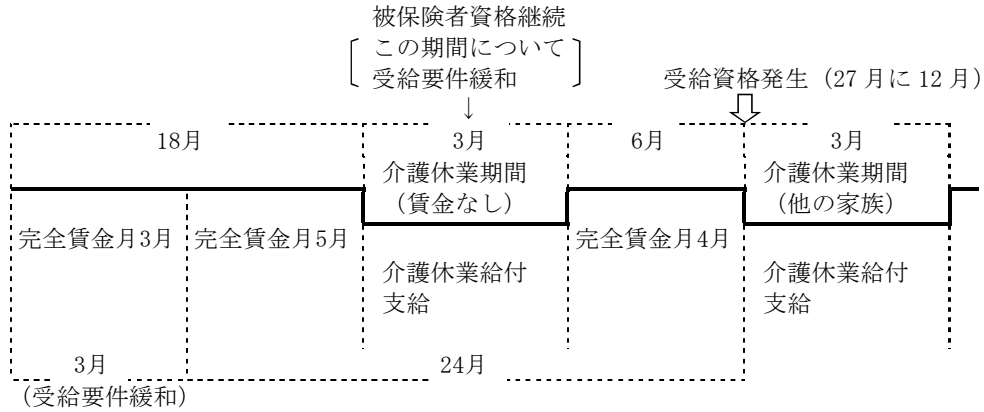 被保険者資格継続
この期間について
受給要件緩和
↓
受給資格発生（27月に12月）
18月
3月
6月
3月
介護休業期間
（賃金なし）
介護休業期間
（他の家族）
完全賃金月3月
完全賃金月5月
完全賃金月4月
介護休業給付
支給
介護休業給付
支給
3月
24月
（受給要件緩和）